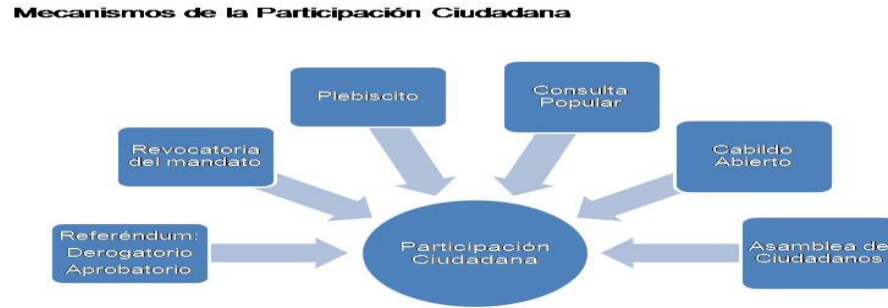 Mecanismos de la Participación Ciudadana
Plebiscito
Consulta
Popular
Revocatoria
del mandato
Cabildo
Abierto
Referéndum:
Derogatorio
Aprobatorio
Participación
Ciudadana
Asamblea de
Ciudadanos